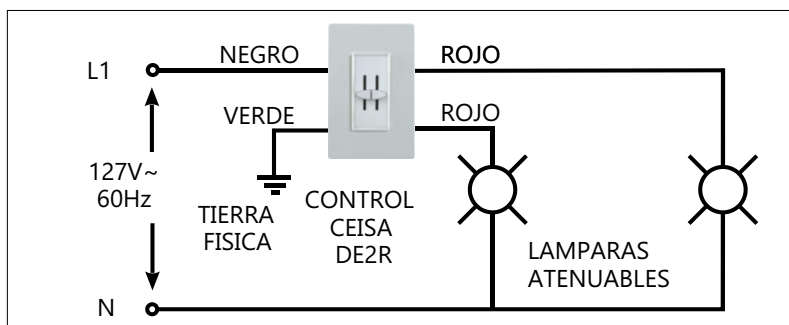 NEGRO
ROJO
L1
VERDE
ROJO
127V~
60Hz
TIERRA
FISICA
CONTROL
CEISA
DE2R
LAMPARAS
ATENUABLES
N